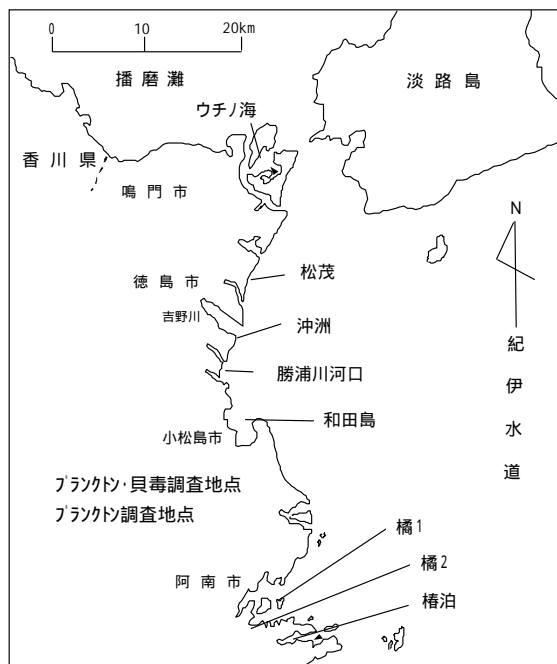 0 10 20km
播磨灘
淡路島
ウチノ海
香川県
鳴門市
N
松茂
徳島市
吉野川
沖洲
紀伊水道
勝浦川河口
和田島
小松島市
プランクトン・貝毒調査地点
プランクトン調査地点
橘1
橘2
阿南市
椿泊